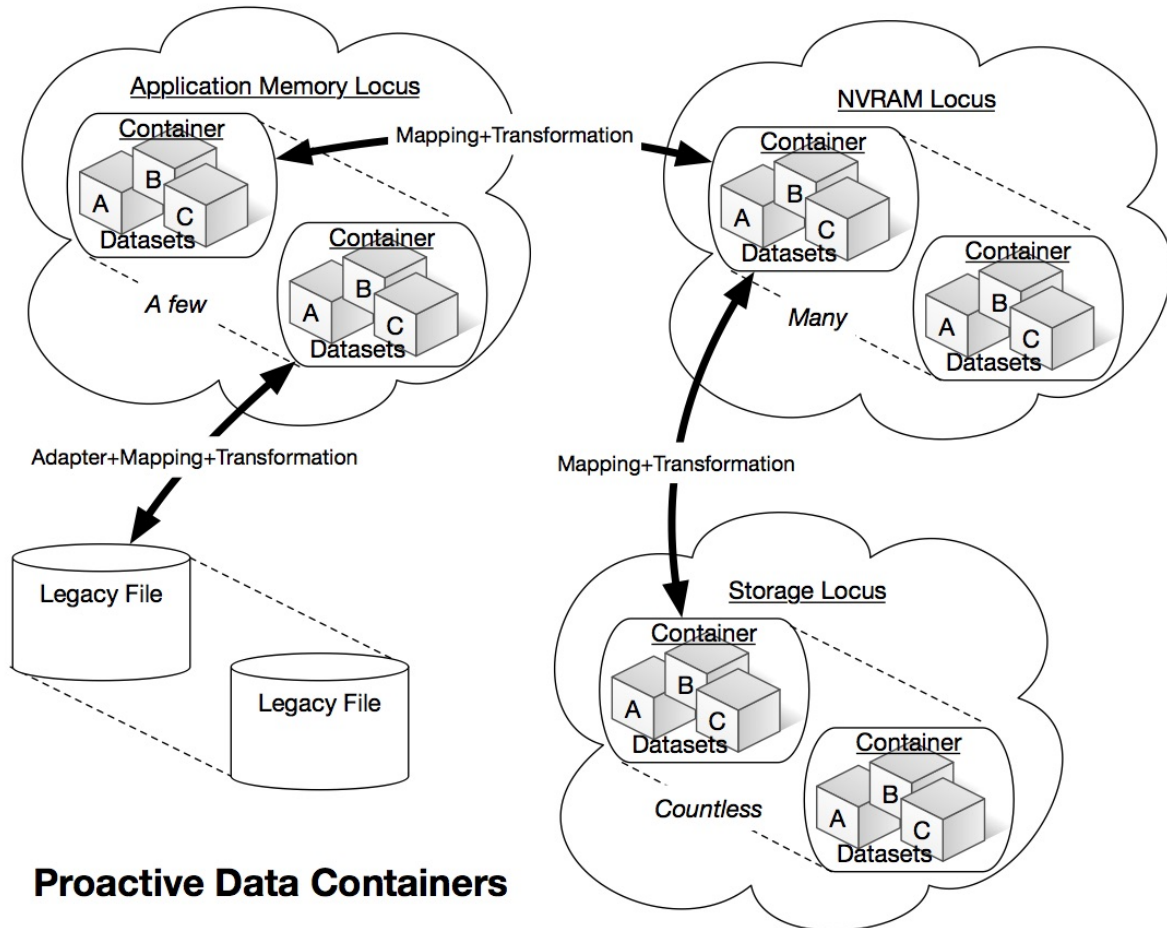 Application Memory Locus
Container
A
B
C
Datasets
Container
A
B
C
Datasets
A few
Mapping+Transformation
NVRAM Locus
Container
A
B
C
Datasets
Container
A
B
C
Datasets
Many
Adapter+Mapping+Transformation
Legacy File
Legacy File
Mapping+Transformation
Storage Locus
Container
A
B
C
Datasets
Container
A
B
C
Datasets
Countless
Proactive Data Containers